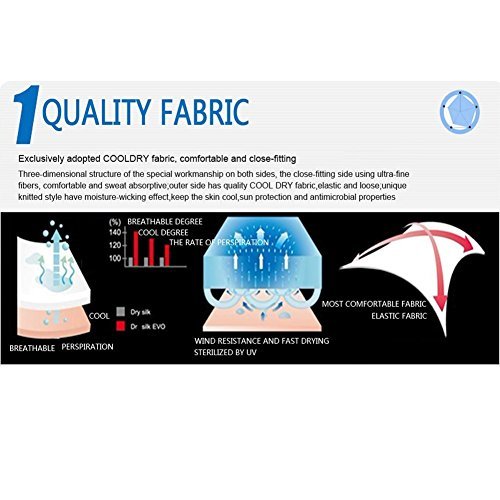 1 QUALITY FABRIC
Exclusively adopted COOLDRY fabric, comfortable and close-fitting
Three-dimensional structure of the special workmanship on both sides, the close-fitting side using ultra-fine
fibers, comfortable and sweat absorptive;outer side has quality COOL DRY fabric,elastic and loose,unique
knitted style have moisture-wicking effect,keep the skin cool,sun protection and antimicrobial properties
(%)
BREATHABLE DEGREE
140
COOL DEGREE
120
THE RATE OF PERSPIRATION
100
COOL
Dry silk
Dr silk EVO
BREATHABLE PERSPIRATION
WIND RESISTANCE AND FAST DRYING
STERILIZED BY UV
MOST COMFORTABLE FABRIC
ELASTIC FABRIC